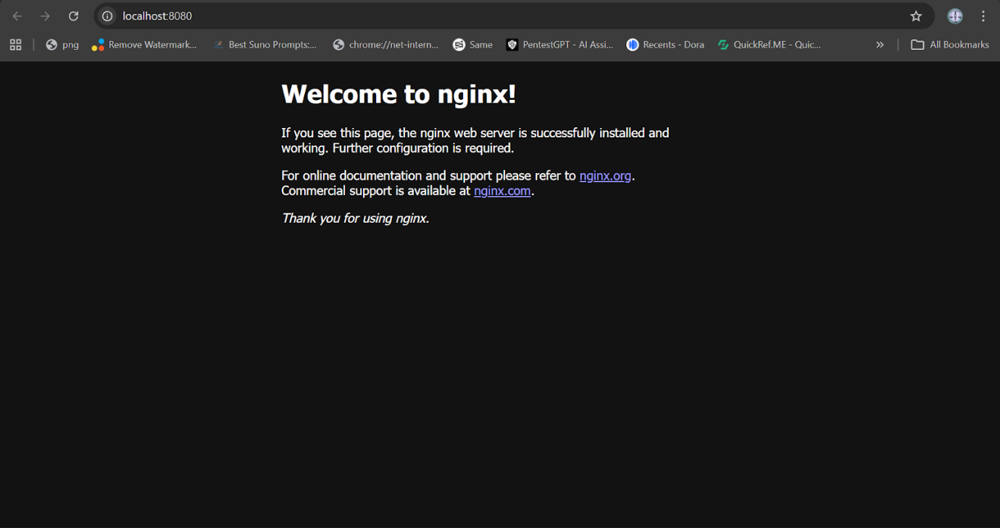 localhost:8080
png
Remove Watermark...
Best Suno Prompts:...
chrome://net-intern...
Same
PentestGPT - AI Assi...
Recents - Dora
QuickRef.ME - Quic...
»
All Bookmarks
Welcome to nginx!
If you see this page, the nginx web server is successfully installed and
working. Further configuration is required.
For online documentation and support please refer to nginx.org.
Commercial support is available at nginx.com.
Thank you for using nginx.